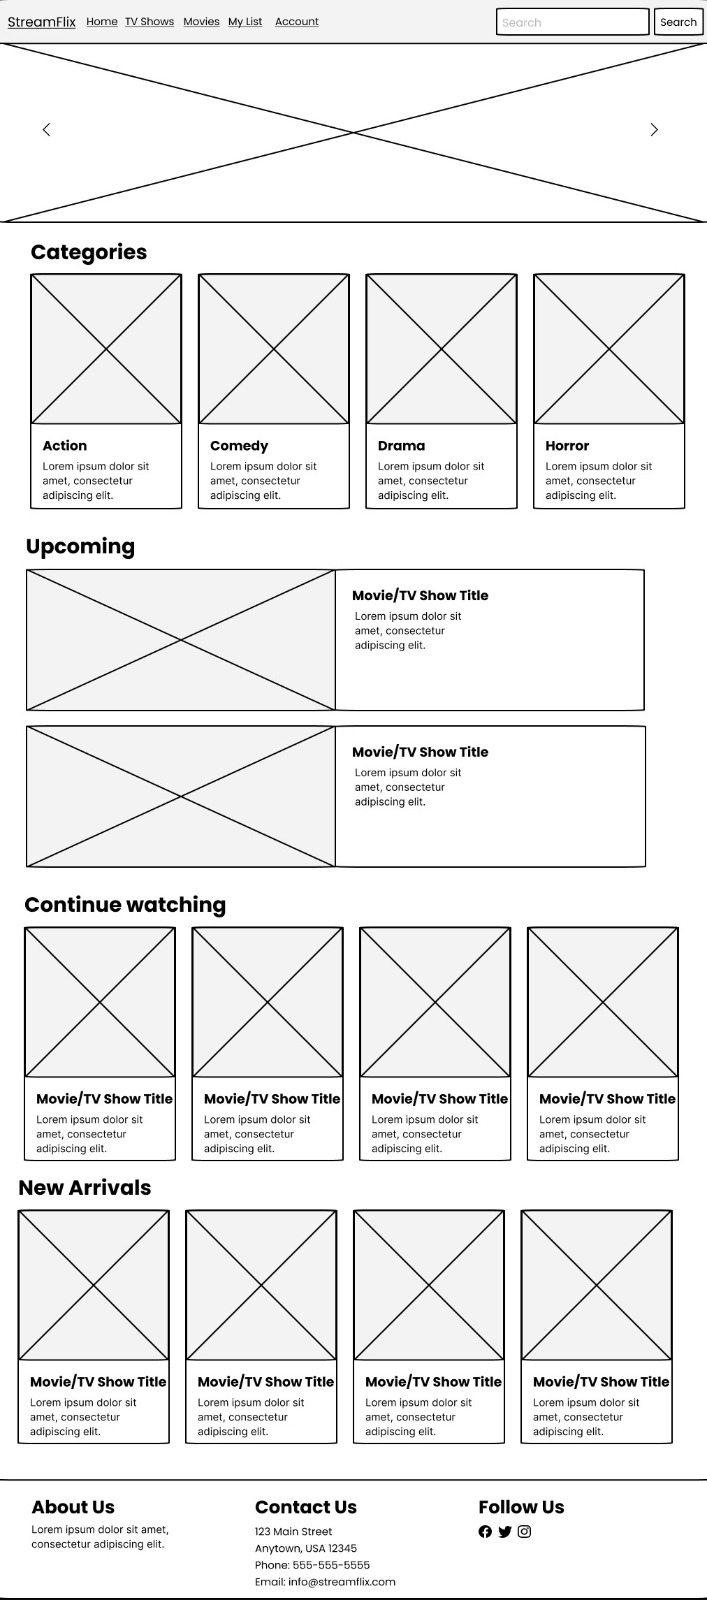 StreamFlix Home TV Shows Movies My List Account Search Search
Categories
Action Comedy Drama Horror
Lorem ipsum dolor sit Lorem ipsum dolor sit Lorem ipsum dolor sit Lorem ipsum dolor sit
amet, consectetur amet, consectetur amet, consectetur amet, consectetur
adipiscing elit. adipiscing elit. adipiscing elit. adipiscing elit.
Upcoming
Movie/TV Show Title
Lorem ipsum dolor sit
amet, consectetur
adipiscing elit.
Movie/TV Show Title
Lorem ipsum dolor sit
amet, consectetur
adipiscing elit.
Continue watching
Movie/TV Show Title Movie/TV Show Title Movie/TV Show Title Movie/TV Show Title
Lorem ipsum dolor sit Lorem ipsum dolor sit Lorem ipsum dolor sit Lorem ipsum dolor sit
amet, consectetur amet, consectetur amet, consectetur amet, consectetur
adipiscing elit. adipiscing elit. adipiscing elit. adipiscing elit.
New Arrivals
Movie/TV Show Title Movie/TV Show Title Movie/TV Show Title Movie/TV Show Title
Lorem ipsum dolor sit Lorem ipsum dolor sit Lorem ipsum dolor sit Lorem ipsum dolor sit
amet, consectetur amet, consectetur amet, consectetur amet, consectetur
adipiscing elit. adipiscing elit. adipiscing elit. adipiscing elit.
About Us
Lorem ipsum dolor sit amet,
consectetur adipiscing elit.
Contact Us
123 Main Street
Anytown, USA 12345
Phone: 555-555-5555
Email: info@streamflix.com
Follow Us